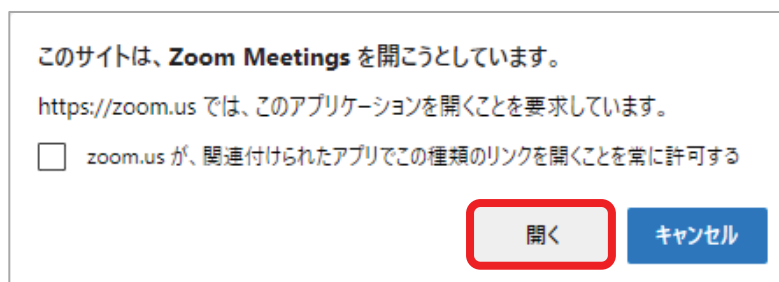 このサイトは、Zoom Meetings を開こうとしています。
https://zoom.us では、このアプリケーションを開くことを要求しています。
zoom.us が、関連付けられたアプリでこの種類のリンクを開くことを常に許可する
開く
キャンセル